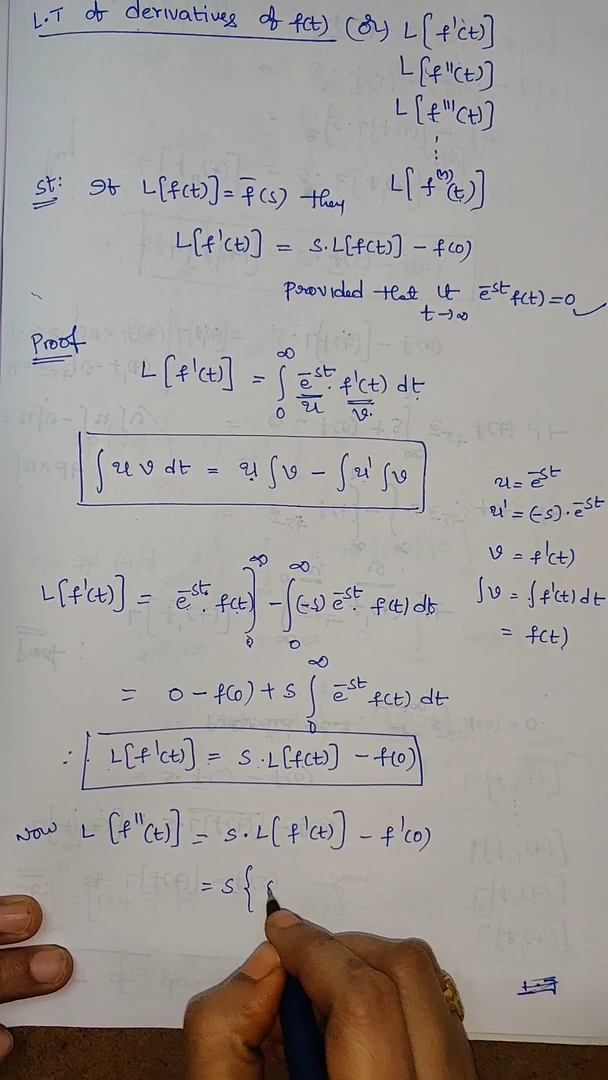 L.T of derivatives of f(t) (or) L[f'(t)]
L[f''(t)]
L[f'''(t)]
⋮
L[f⁽ⁿ⁾(t)]
st: If L[f(t)] = f̄(s) then
L[f'(t)] = s.L[f(t)] - f(0)
provided that lt t→∞ e^-st f(t) = 0
Proof
L[f'(t)] = ∫₀^∞ e^-st . f'(t) dt
u v
∫ u v dt = u ∫v - ∫u' ∫v
u = e^-st
u' = (-s) . e^-st
v = f'(t)
∫v = ∫f'(t) dt
= f(t)
L[f'(t)] = e^-st . f(t)]₀^∞ - ∫₀^∞ (-s) e^-st . f(t) dt
= 0 - f(0) + s ∫₀^∞ e^-st f(t) dt
∴ L[f'(t)] = s . L[f(t)] - f(0)
Now L[f''(t)] = s . L[f'(t)] - f'(0)
= s {